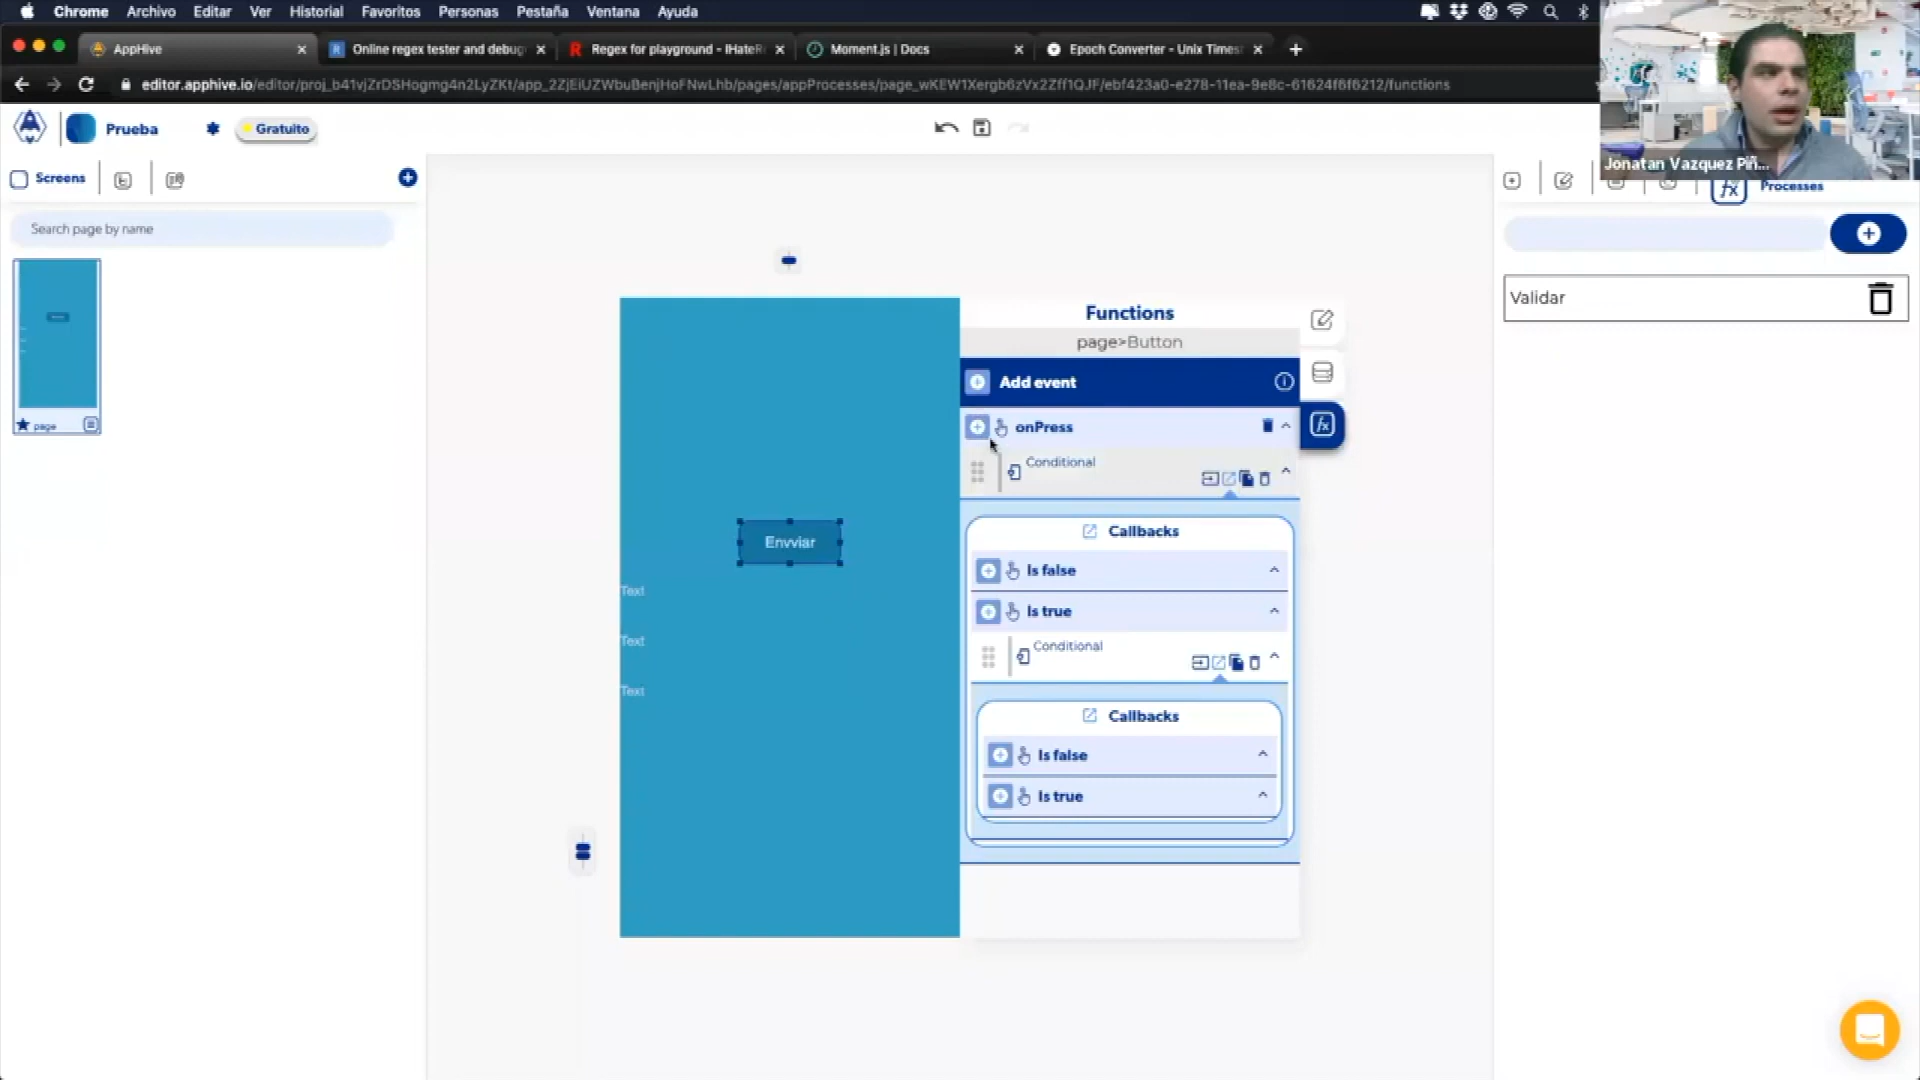 Chrome Archivo Editar Ver Historial Favoritos Personas Pestaña Ventana Ayuda
AppHive
Online regex tester and debug
Regex for playground - IHateR
Moment.js | Docs
Epoch Converter - Unix Times
editor.apphive.io/editor/proj_b41vjZrDSHogmg4n2LyZKt/app_2ZjEiUZWbuBenjHoFNwLhb/pages/appProcesses/page_wKEW1Xergb6zVx2Zff1QJF/ebf423a0-e278-11ea-9e8c-61624f6f6212/functions
Prueba
Gratuito
Jonatan Vazquez Piñ...
Screens
Processes
Search page by name
Validar
page
Functions
page>Button
Add event
onPress
Conditional
Callbacks
Is false
Is true
Conditional
Callbacks
Is false
Is true
Envviar
Text
Text
Text